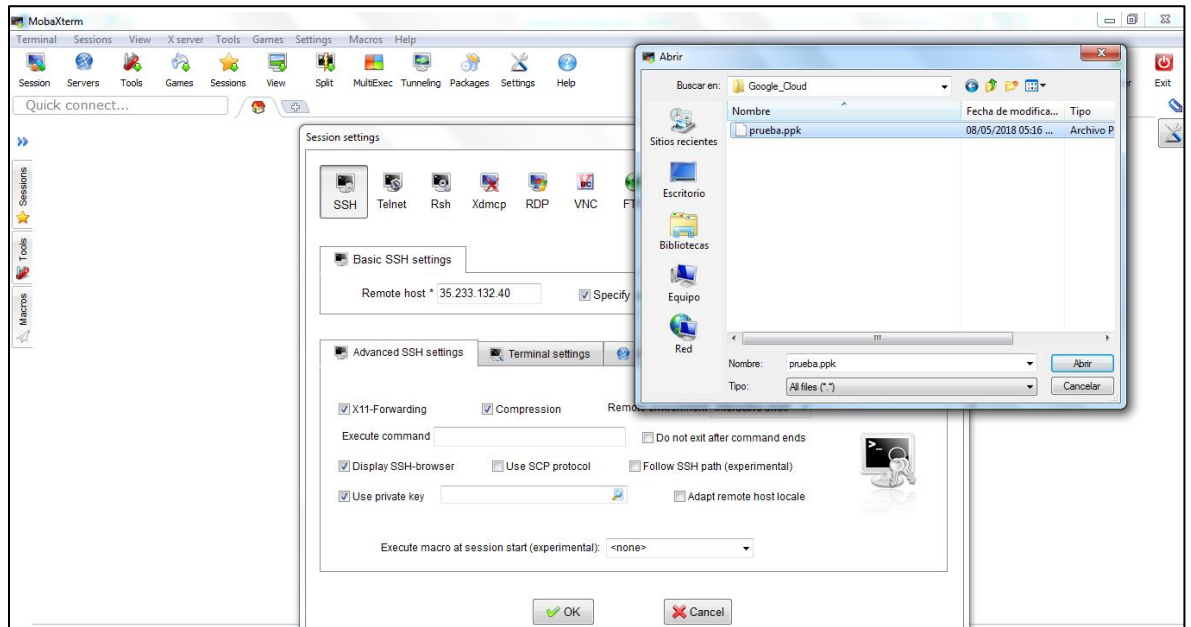 MobaXterm
Terminal Sessions View X server Tools Games Settings Macros Help
Session Servers Tools Games Sessions View Split MultiExec Tunneling Packages Settings Help Exit
Quick connect...
Sessions
Tools
Macros
Session settings
SSH Telnet Rsh Xdmcp RDP VNC
Basic SSH settings
Remote host * 35.233.132.40 Specify
Advanced SSH settings Terminal settings
X11-Forwarding Compression
Execute command Do not exit after command ends
Display SSH-browser Use SCP protocol Follow SSH path (experimental)
Use private key Adapt remote host locale
Execute macro at session start (experimental): <none>
OK Cancel
Abrir
Buscar en: Google_Cloud
Nombre Fecha de modifica... Tipo
prueba.ppk 08/05/2018 05:16 ... Archivo P
Sitios recientes
Escritorio
Bibliotecas
Equipo
Red
Nombre: prueba.ppk Abrir
Tipo: All files (*.*) Cancelar